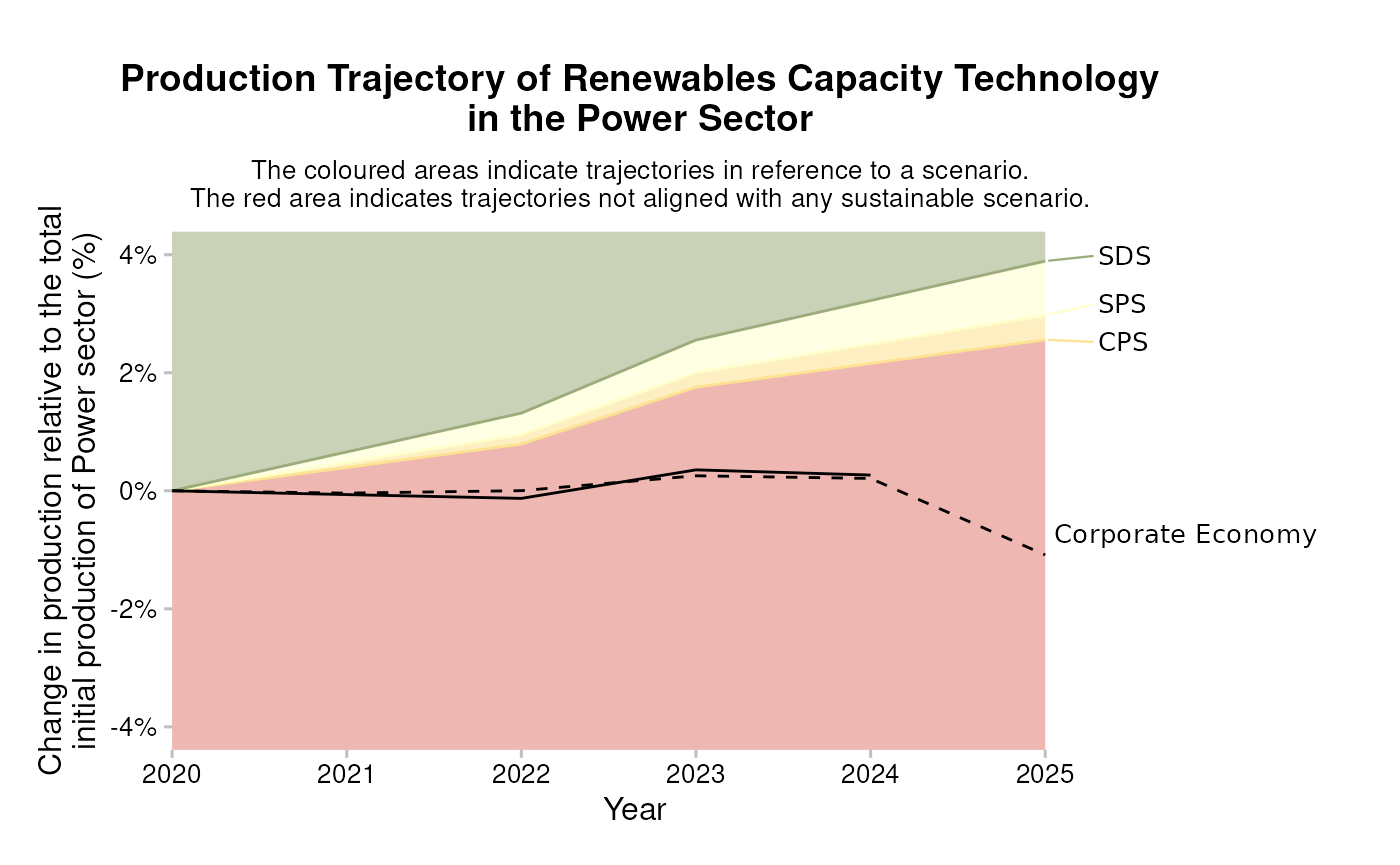 Production Trajectory of Renewables Capacity Technology
in the Power Sector
The coloured areas indicate trajectories in reference to a scenario.
The red area indicates trajectories not aligned with any sustainable scenario.
Change in production relative to the total
initial production of Power sector (%)
4%
2%
0%
-2%
-4%
SDS
SPS
CPS
Corporate Economy
2020 2021 2022 2023 2024 2025
Year